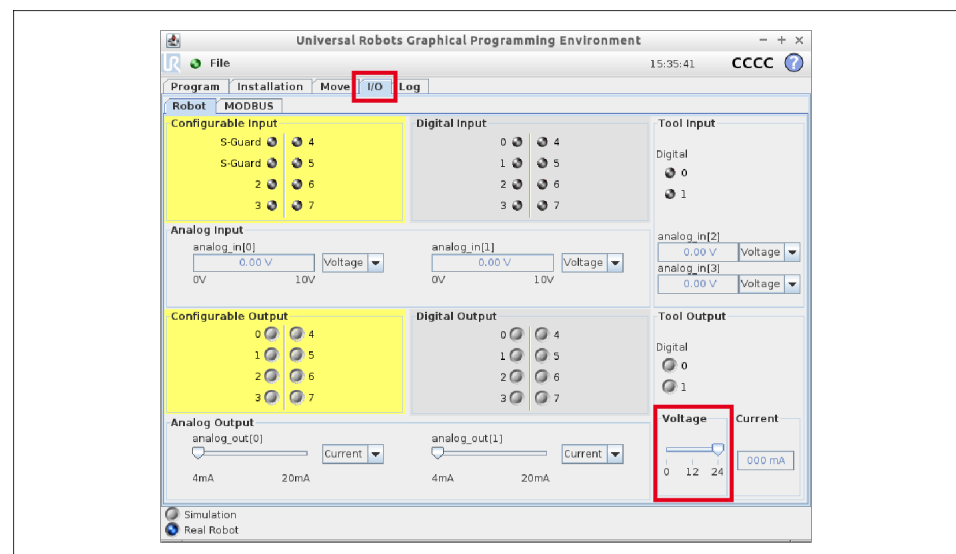 Universal Robots Graphical Programming Environment
UR File 15:35:41 CCCC ?
Program Installation Move I/O Log
Robot MODBUS
Configurable Input
S-Guard 4
S-Guard 5
2 6
3 7
Digital Input
0 4
1 5
2 6
3 7
Tool Input
Digital
0
1
Analog Input
analog_in[0]
0.00 V Voltage
0V 10V
analog_in[1]
0.00 V Voltage
0V 10V
analog_in[2]
0.00 V Voltage
analog_in[3]
0.00 V Voltage
Configurable Output
0 4
1 5
2 6
3 7
Digital Output
0 4
1 5
2 6
3 7
Tool Output
Digital
0
1
Analog Output
analog_out[0]
Current
4mA 20mA
analog_out[1]
Current
4mA 20mA
Voltage
0 12 24
Current
000 mA
Simulation
Real Robot